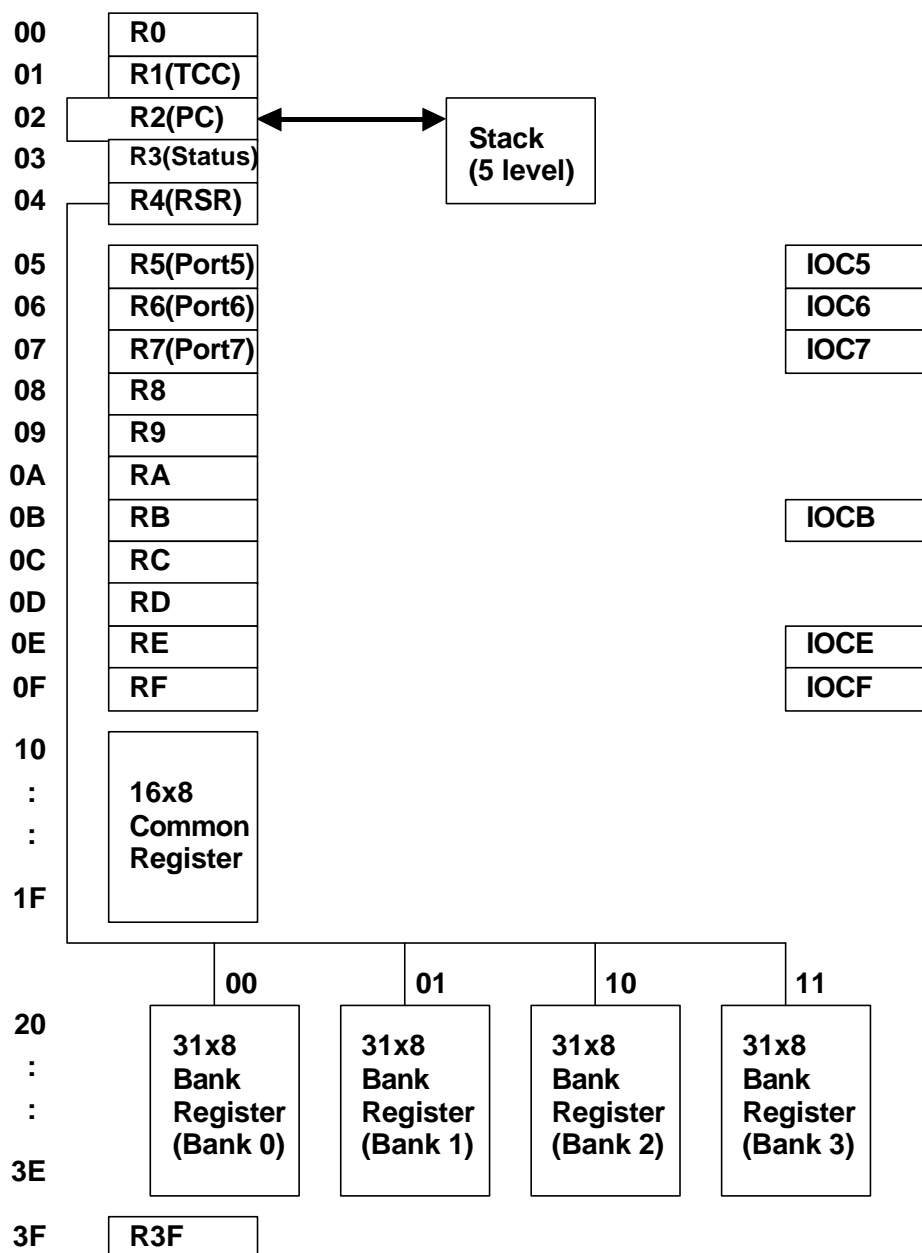 00 R0
01 R1(TCC)
02 R2(PC)
Stack
(5 level)
03 R3(Status)
04 R4(RSR)
05 R5(Port5) IOC5
06 R6(Port6) IOC6
07 R7(Port7) IOC7
08 R8
09 R9
0A RA
0B RB IOCB
0C RC
0D RD
0E RE IOCE
0F RF IOCF
10
:
:
1F
16x8
Common
Register
00 01 10 11
20
:
:
3E
31x8
Bank
Register
(Bank 0)
31x8
Bank
Register
(Bank 1)
31x8
Bank
Register
(Bank 2)
31x8
Bank
Register
(Bank 3)
3F R3F